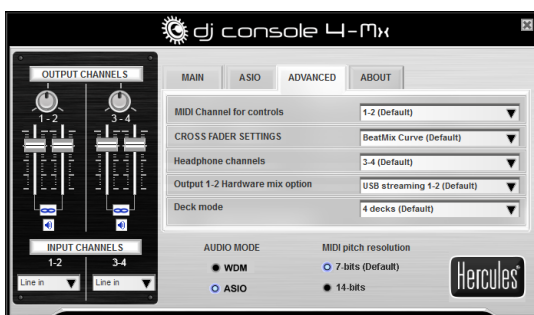 dj console 4-Mx
OUTPUT CHANNELS
1-2
3-4
INPUT CHANNELS
1-2
3-4
Line in
Line in
MAIN
ASIO
ADVANCED
ABOUT
MIDI Channel for controls
1-2 (Default)
CROSS FADER SETTINGS
BeatMix Curve (Default)
Headphone channels
3-4 (Default)
Output 1-2 Hardware mix option
USB streaming 1-2 (Default)
Deck mode
4 decks (Default)
AUDIO MODE
WDM
ASIO
MIDI pitch resolution
7-bits (Default)
14-bits
Hercules